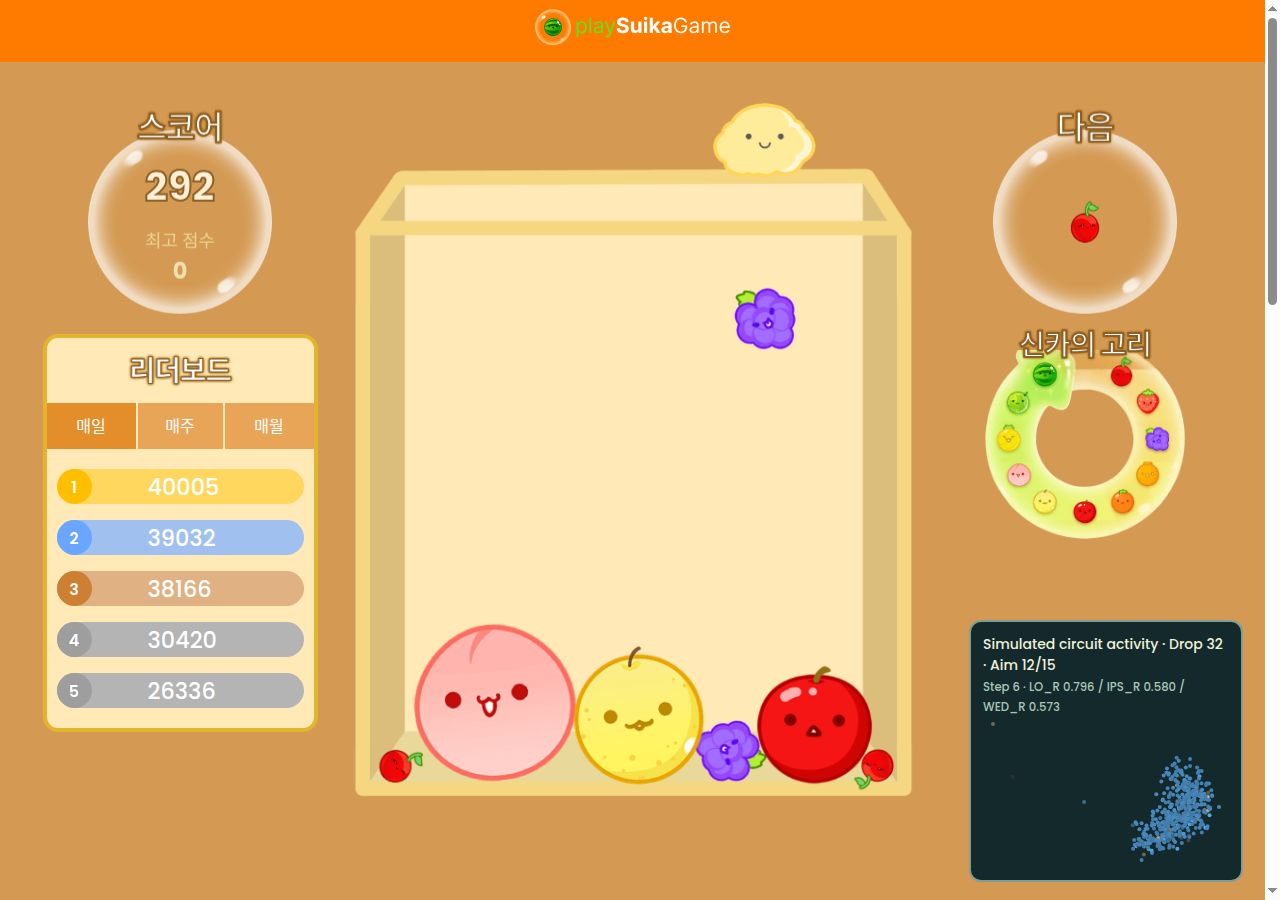 playSuikaGame
스코어
292
최고 점수
0
리더보드
매일 매주 매월
1 40005
2 39032
3 38166
4 30420
5 26336
다음
신카의 고리
Simulated circuit activity · Drop 32
· Aim 12/15
Step 6 · LO_R 0.796 / IPS_R 0.580 /
WED_R 0.573